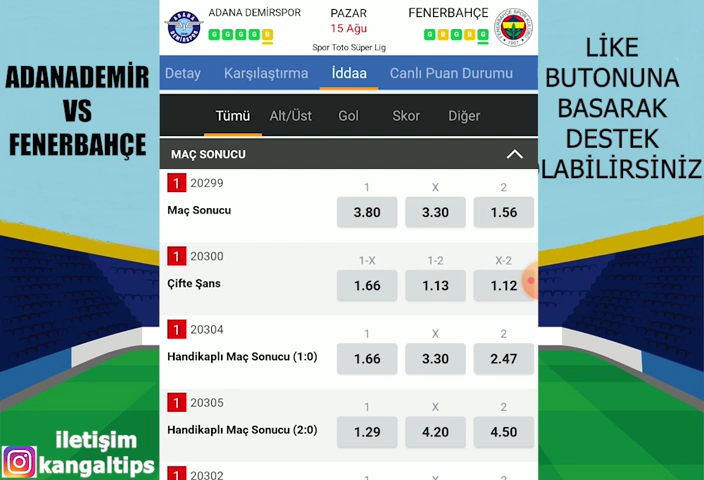 ADANADEMİR
VS
FENERBAHÇE
iletişim
kangaltips
ADANA DEMİRSPOR
PAZAR
FENERBAHÇE
G G G G B
15 Ağu
G B G B G
Spor Toto Süper Lig
Detay Karşılaştırma İddaa Canlı Puan Durumu
Tümü Alt/Üst Gol Skor Diğer
MAÇ SONUCU
1 20299
1 X 2
Maç Sonucu 3.80 3.30 1.56
1 20300
1-X 1-2 X-2
Çifte Şans 1.66 1.13 1.12
1 20304
1 X 2
Handikaplı Maç Sonucu (1:0) 1.66 3.30 2.47
1 20305
1 X 2
Handikaplı Maç Sonucu (2:0) 1.29 4.20 4.50
1 20302
LİKE
BUTONUNA
BASARAK
DESTEK
OLABİLİRSİNİZ